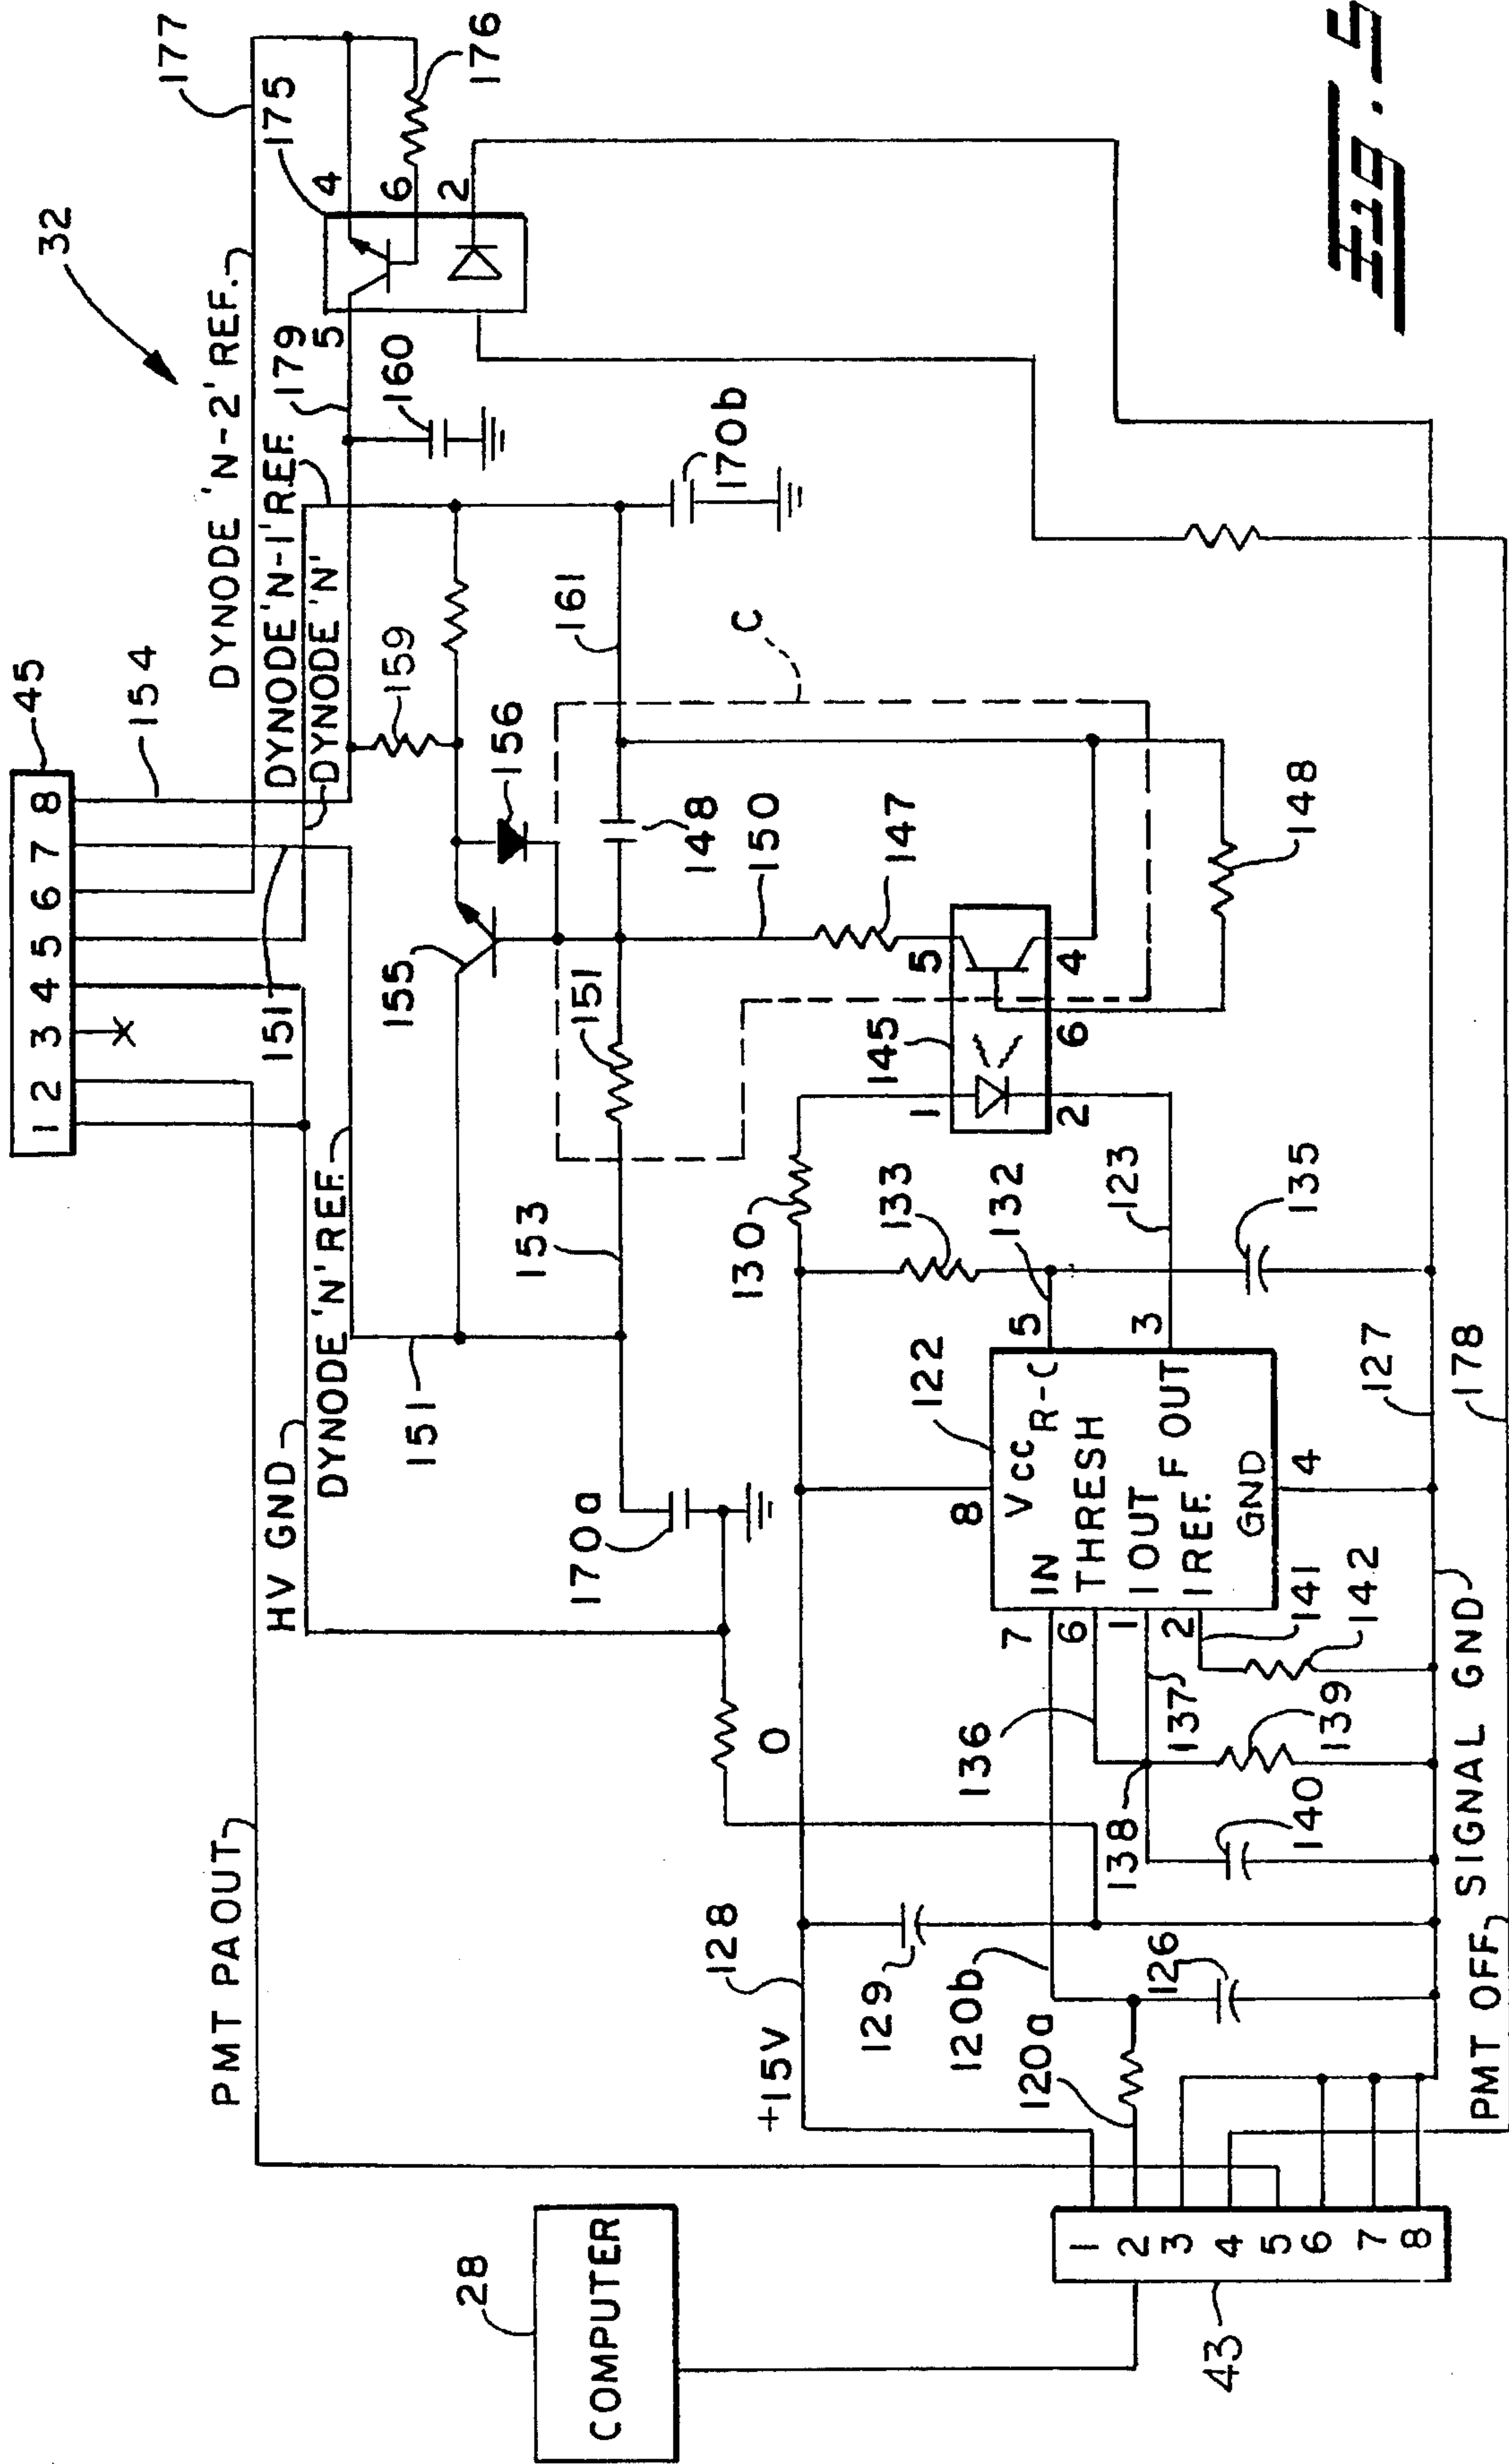 32
45
1 2 3 4 5 6 7 8
154
177
DYNODE 'N-2' REF.
DYNODE 'N-1' REF.
DYNODE 'N'
179
175
4
5
6
2
176
160
PMT PA OUT
HV GND
DYNODE 'N' REF.
151
151
155
156
159
153
151
148
161
C
170b
170a
150
147
148
145
1
2
5
4
6
O
130
133
132
123
135
28
COMPUTER
+15V
128
129
120b
120a
126
136
138
137
140
139
141
142
122
8
7
6
1
2
5
3
4
VCC
R-C
IN
THRESH
I OUT
F OUT
I REF.
GND
43
1
2
3
4
5
6
7
8
127
SIGNAL GND
PMT OFF
178
FIG. 5